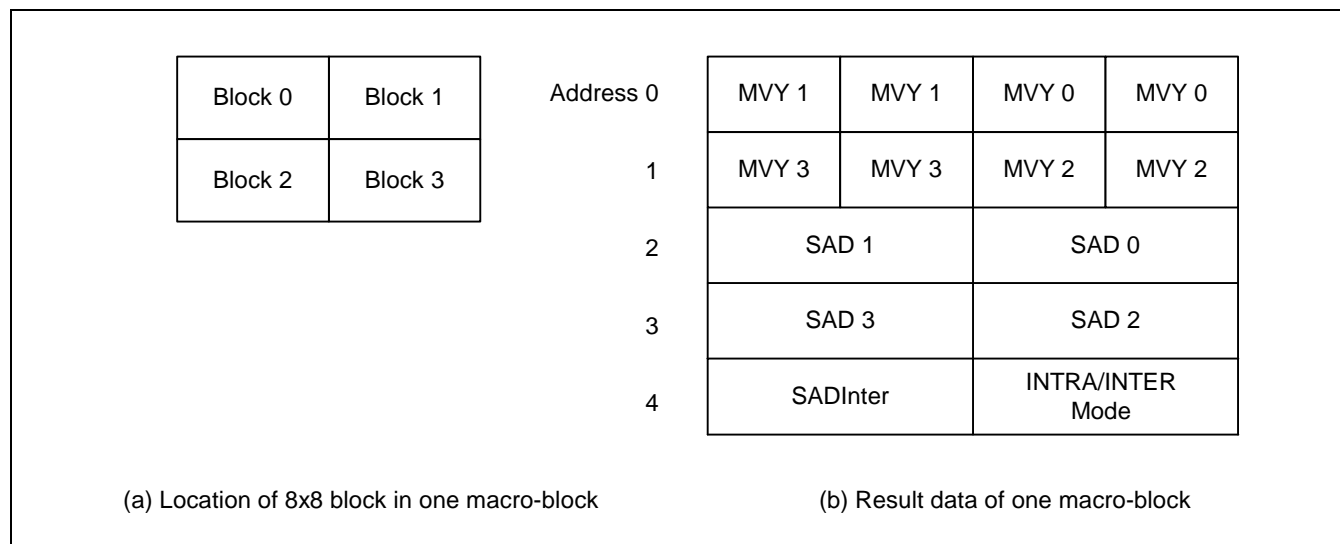 Block 0 Block 1
Block 2 Block 3
Address 0 MVY 1 MVY 1 MVY 0 MVY 0
1 MVY 3 MVY 3 MVY 2 MVY 2
2 SAD 1 SAD 0
3 SAD 3 SAD 2
4 SADInter INTRA/INTER
Mode
(a) Location of 8x8 block in one macro-block
(b) Result data of one macro-block